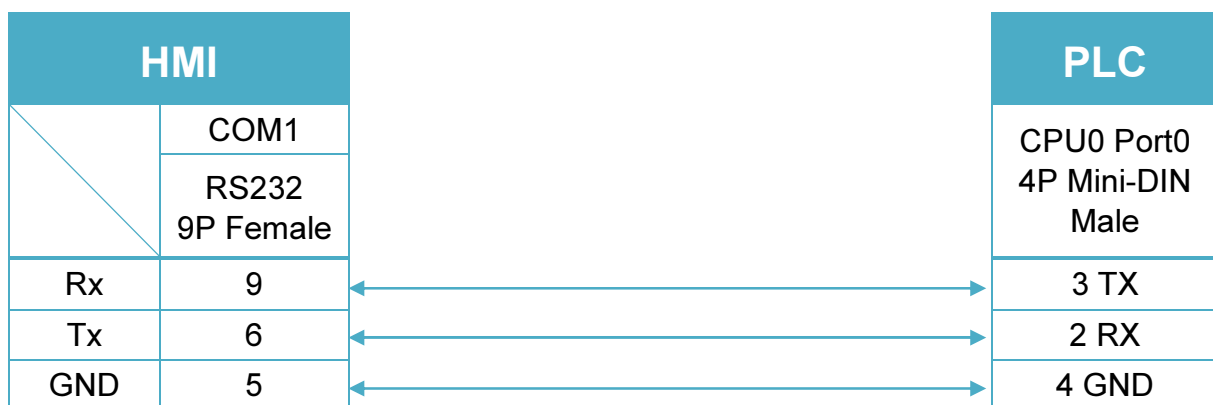 HMI
PLC
COM1
RS232
9P Female
CPU0 Port0
4P Mini-DIN
Male
Rx 9 3 TX
Tx 6 2 RX
GND 5 4 GND